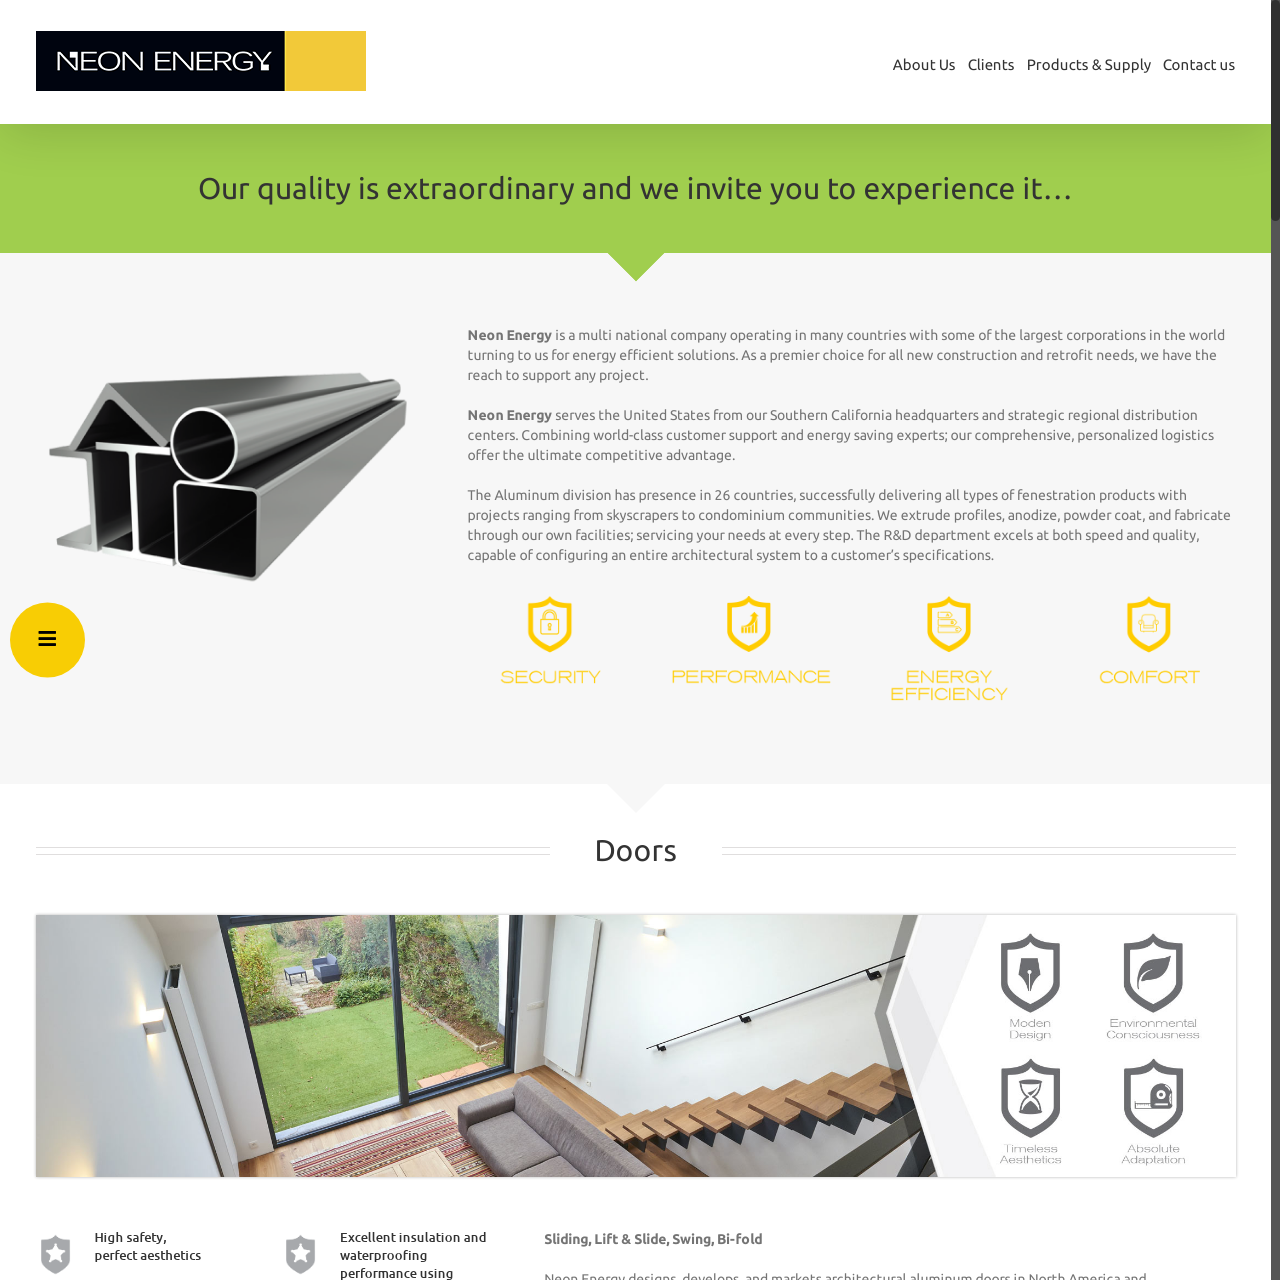 NEON ENERGY
About Us Clients Products & Supply Contact us
Our quality is extraordinary and we invite you to experience it…
Neon Energy is a multi national company operating in many countries with some of the largest corporations in the world
turning to us for energy efficient solutions. As a premier choice for all new construction and retrofit needs, we have the
reach to support any project.
Neon Energy serves the United States from our Southern California headquarters and strategic regional distribution
centers. Combining world-class customer support and energy saving experts; our comprehensive, personalized logistics
offer the ultimate competitive advantage.
The Aluminum division has presence in 26 countries, successfully delivering all types of fenestration products with
projects ranging from skyscrapers to condominium communities. We extrude profiles, anodize, powder coat, and fabricate
through our own facilities; servicing your needs at every step. The R&D department excels at both speed and quality,
capable of configuring an entire architectural system to a customer’s specifications.
SECURITY
PERFORMANCE
ENERGY
EFFICIENCY
COMFORT
Doors
Moden
Design
Environmental
Consciousness
Timeless
Aesthetics
Absolute
Adaptation
High safety,
perfect aesthetics
Excellent insulation and
waterproofing
performance using
Sliding, Lift & Slide, Swing, Bi-fold
Neon Energy designs, develops, and markets architectural aluminum doors in North America and